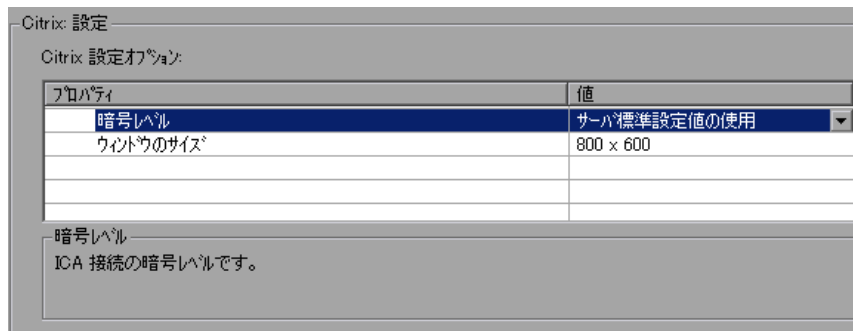 Citrix: 設定
Citrix 設定オプション:
プロパティ 値
暗号レベル サーバ標準設定値の使用
ウィンドウのサイズ 800 x 600
暗号レベル
ICA 接続の暗号レベルです。